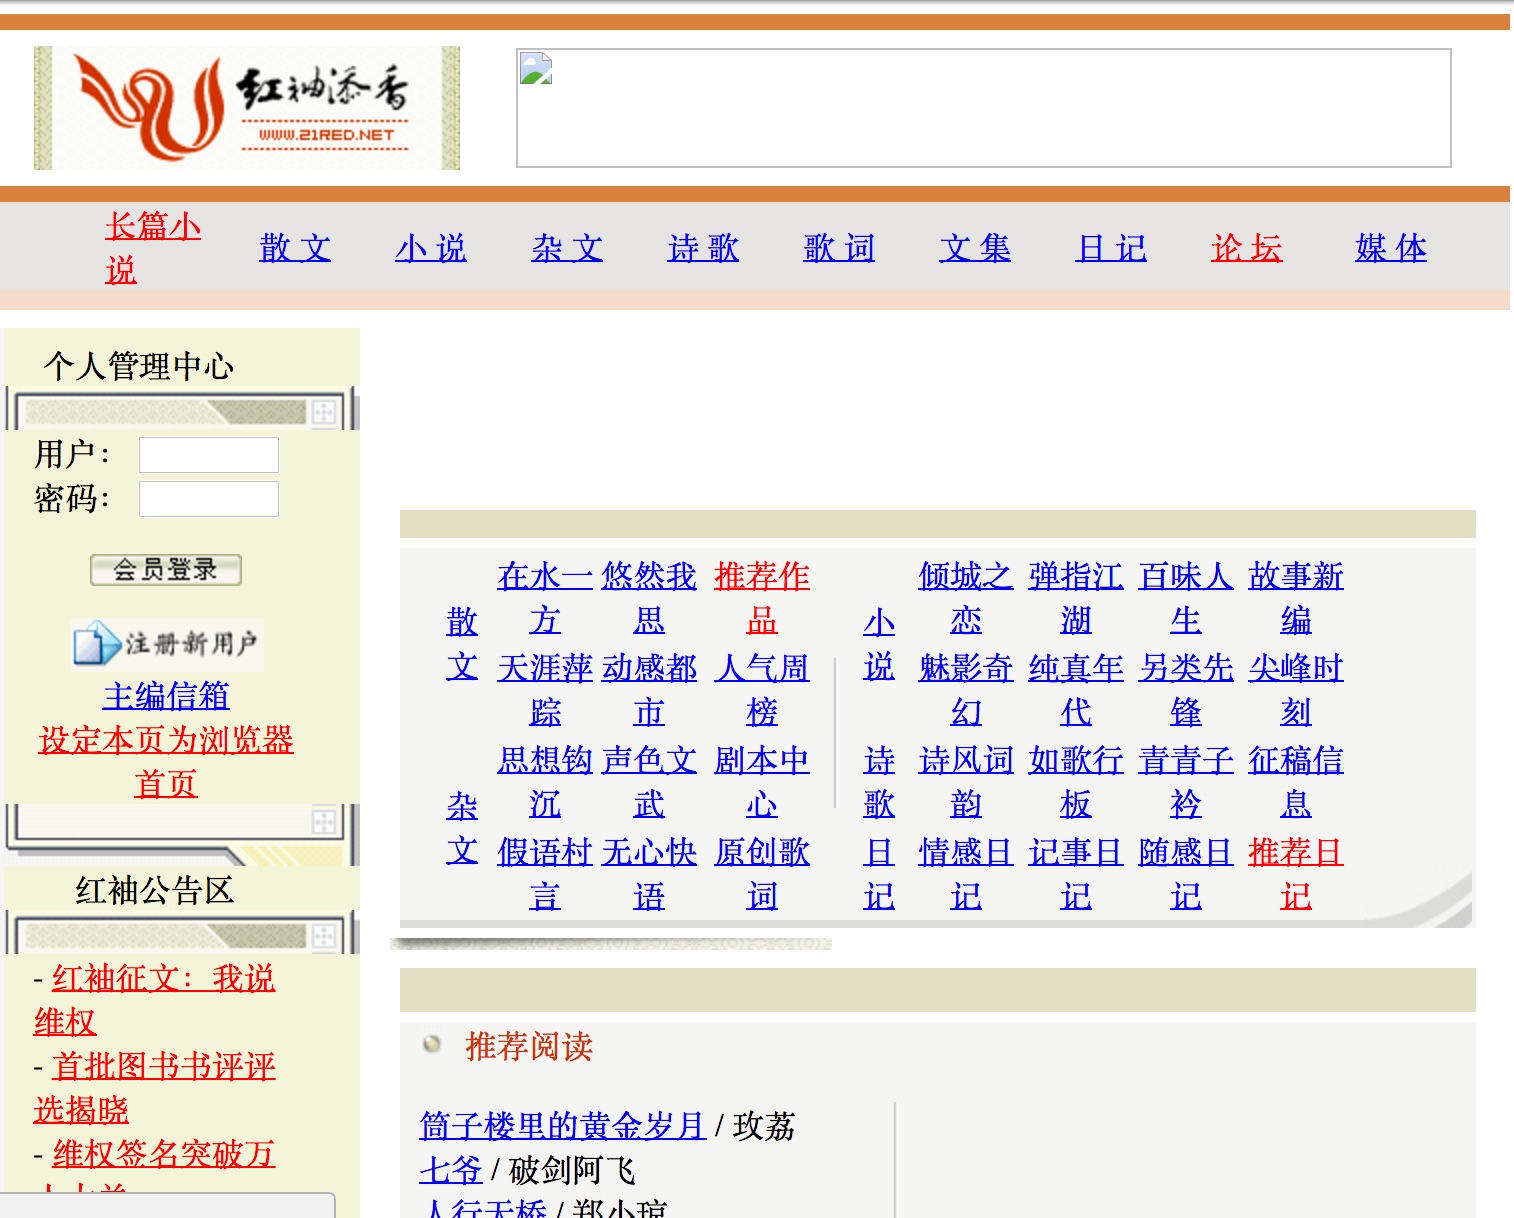 红袖添香
WWW.21RED.NET
长篇小
说
散 文 小 说 杂 文 诗 歌 歌 词 文 集 日 记 论 坛 媒 体
个人管理中心
用户：
密码：
会员登录
注册新用户
主编信箱
设定本页为浏览器
首页
红袖公告区
- 红袖征文：我说
维权
- 首批图书书评评
选揭晓
- 维权签名突破万
散
文
在水一
方
悠然我
思
推荐作
品
天涯萍
踪
动感都
市
人气周
榜
小
说
倾城之
恋
弹指江
湖
百味人
生
故事新
编
魅影奇
幻
纯真年
代
另类先
锋
尖峰时
刻
杂
文
思想钩
沉
声色文
武
剧本中
心
假语村
言
无心快
语
原创歌
词
诗
歌
诗风词
韵
如歌行
板
青青子
衿
征稿信
息
日
记
情感日
记
记事日
记
随感日
记
推荐日
记
推荐阅读
筒子楼里的黄金岁月 / 玫荔
七爷 / 破剑阿飞
人行天桥 / 郑小琼